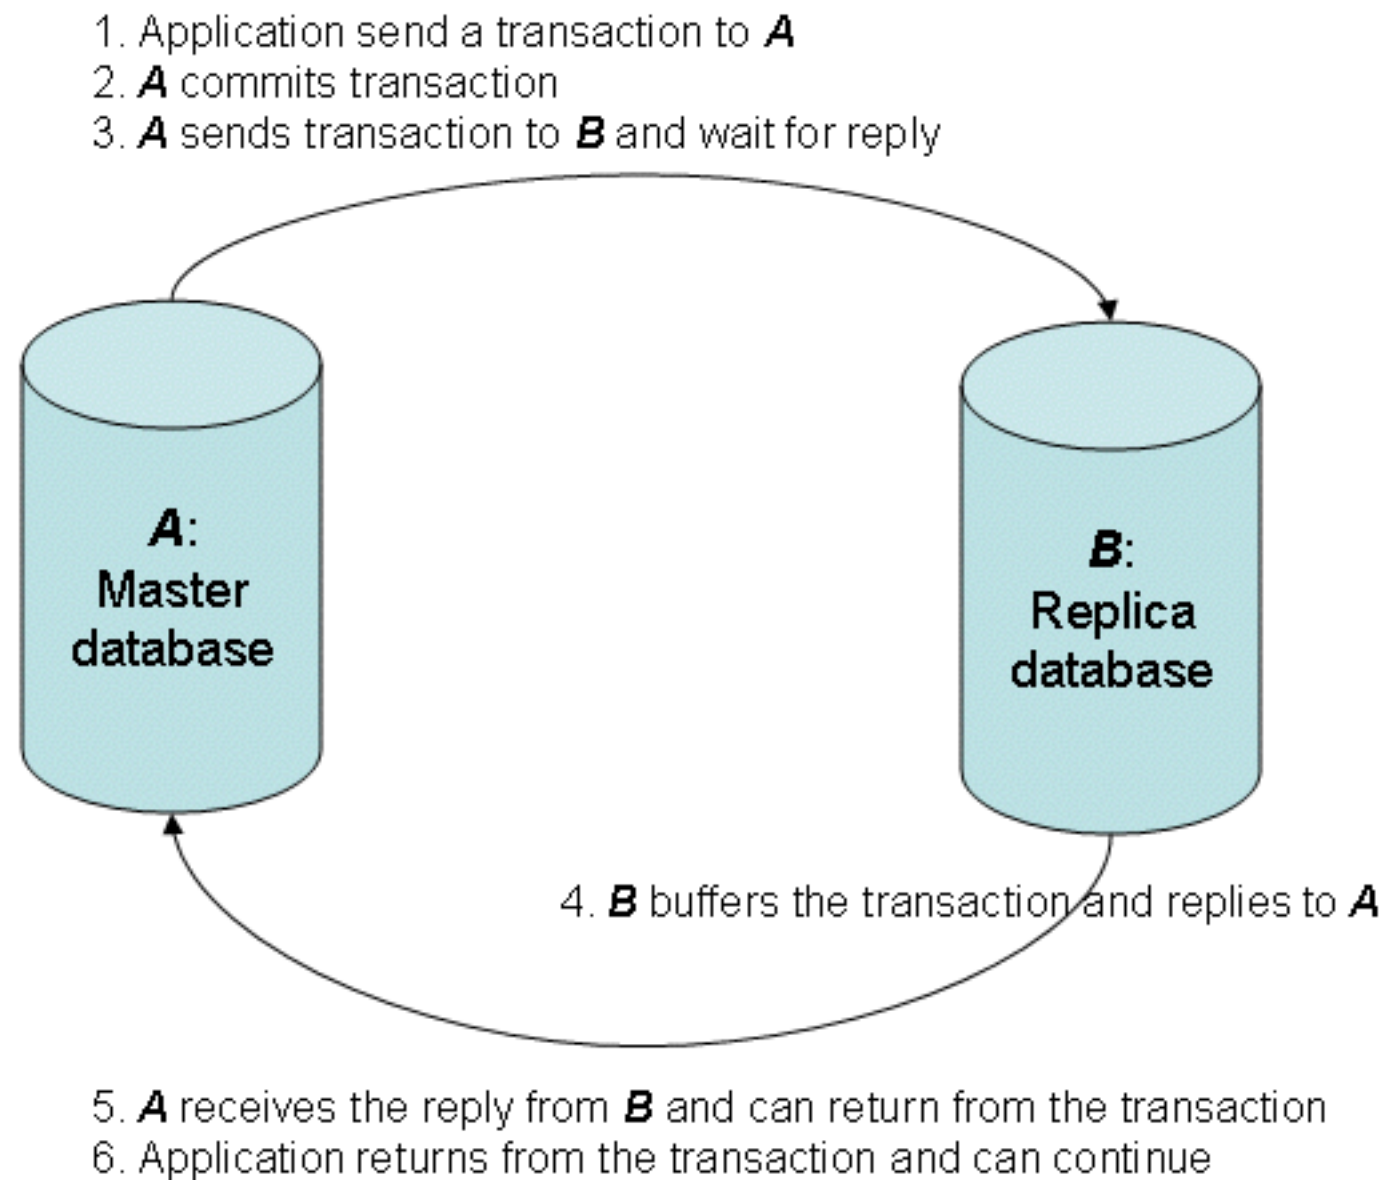 1. Application send a transaction to A
2. A commits transaction
3. A sends transaction to B and wait for reply
A:
Master
database
B:
Replica
database
4. B buffers the transaction and replies to A
5. A receives the reply from B and can return from the transaction
6. Application returns from the transaction and can continue